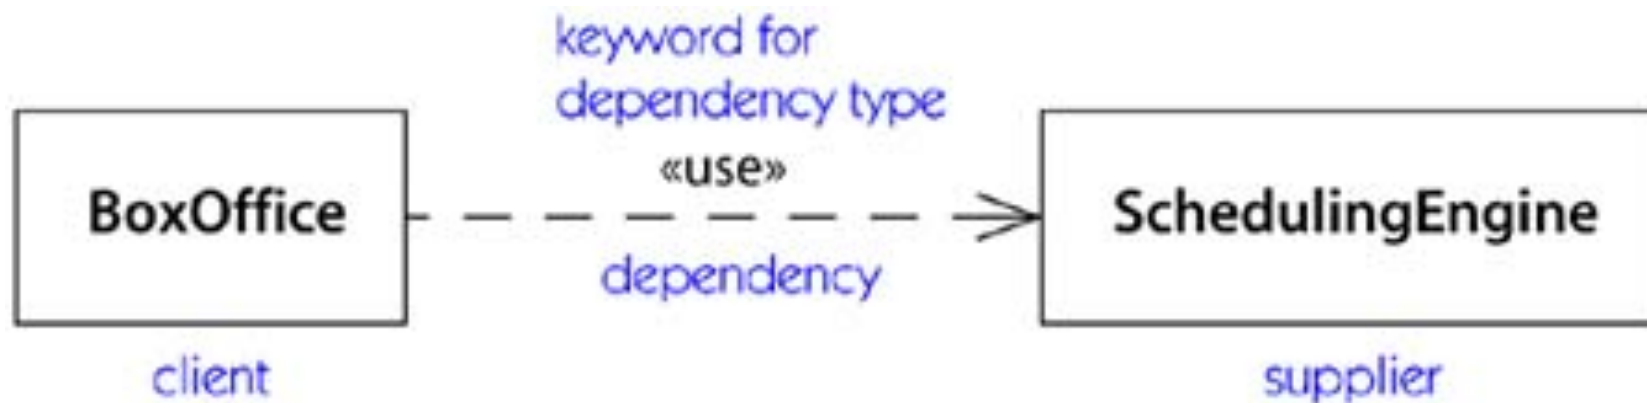 keyword for
dependency type
«use»
BoxOffice
SchedulingEngine
dependency
client
supplier